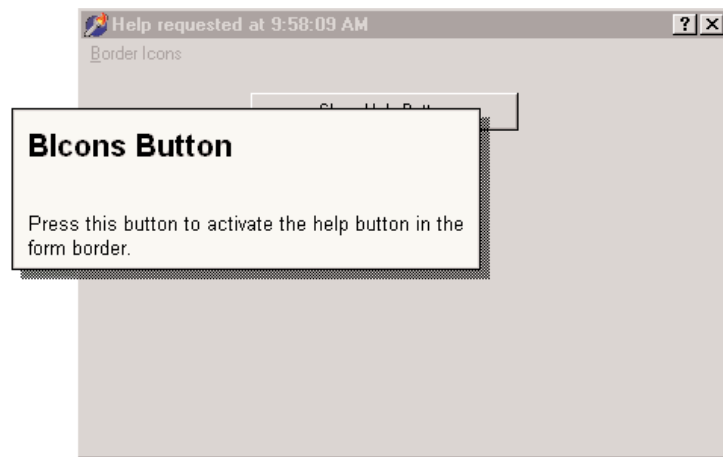 Help requested at 9:58:09 AM
?
Border Icons
BIcons Button
Press this button to activate the help button in the
form border.